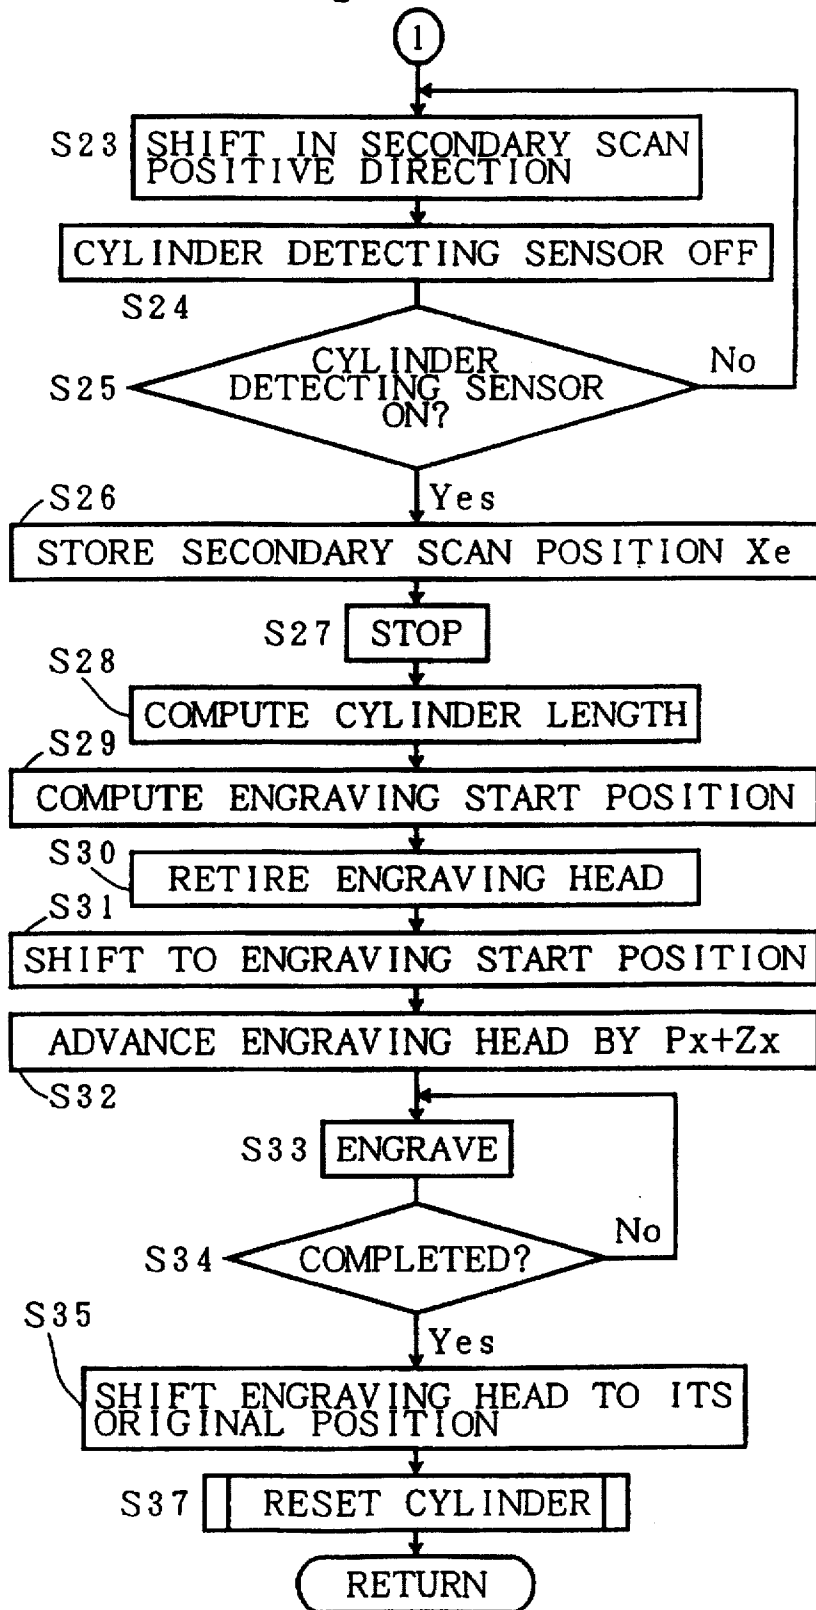 1
S23
SHIFT IN SECONDARY SCAN
POSITIVE DIRECTION
CYLINDER DETECTING SENSOR OFF
S24
CYLINDER
DETECTING SENSOR
ON?
S25
No
Yes
S26
STORE SECONDARY SCAN POSITION Xe
S27
STOP
S28
COMPUTE CYLINDER LENGTH
S29
COMPUTE ENGRAVING START POSITION
S30
RETIRE ENGRAVING HEAD
S31
SHIFT TO ENGRAVING START POSITION
ADVANCE ENGRAVING HEAD BY Px+Zx
S32
S33
ENGRAVE
S34
COMPLETED?
No
Yes
S35
SHIFT ENGRAVING HEAD TO ITS
ORIGINAL POSITION
S37
RESET CYLINDER
RETURN